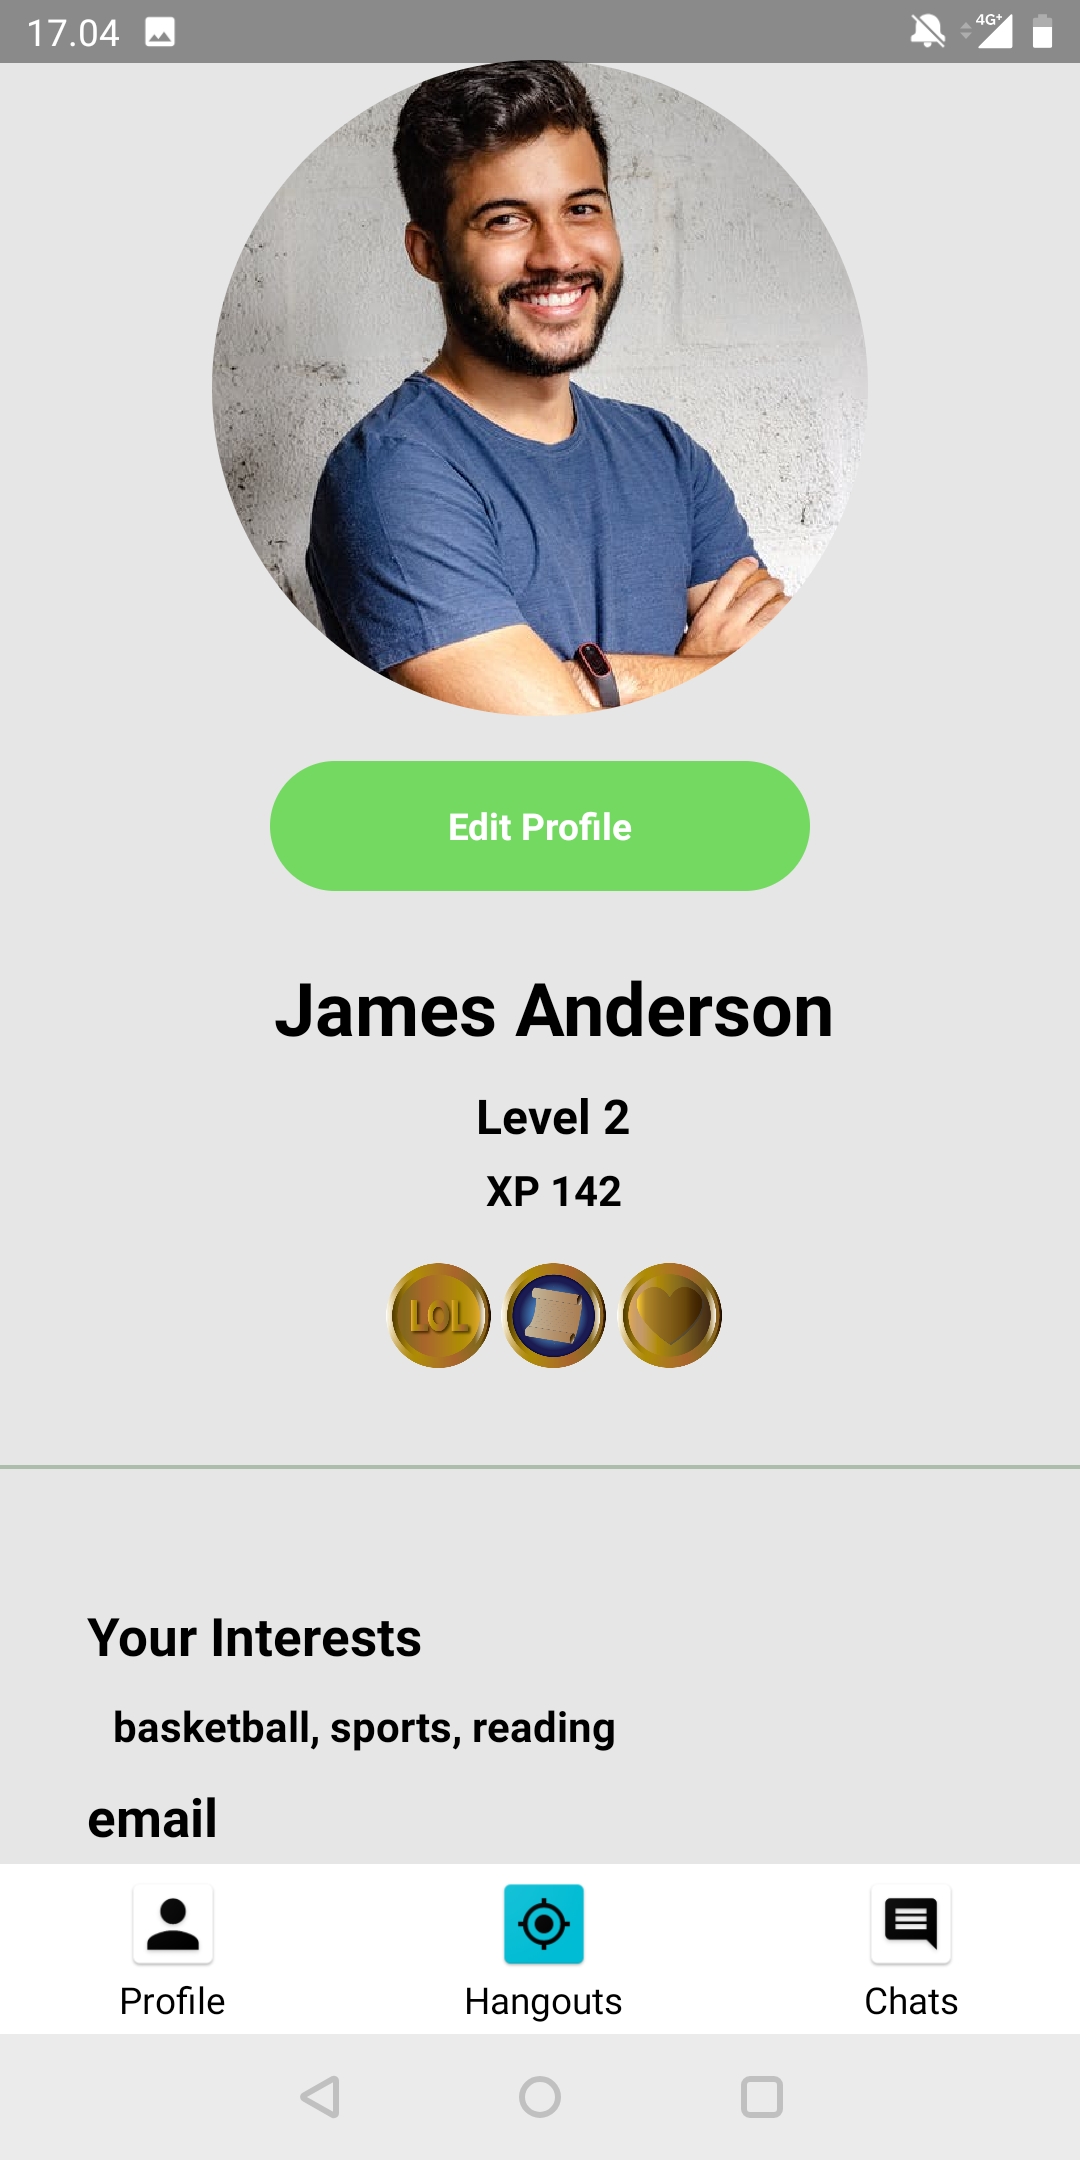 17.04
4G+
Edit Profile
James Anderson
Level 2
XP 142
LOL
Your Interests
basketball, sports, reading
email
Profile Hangouts Chats